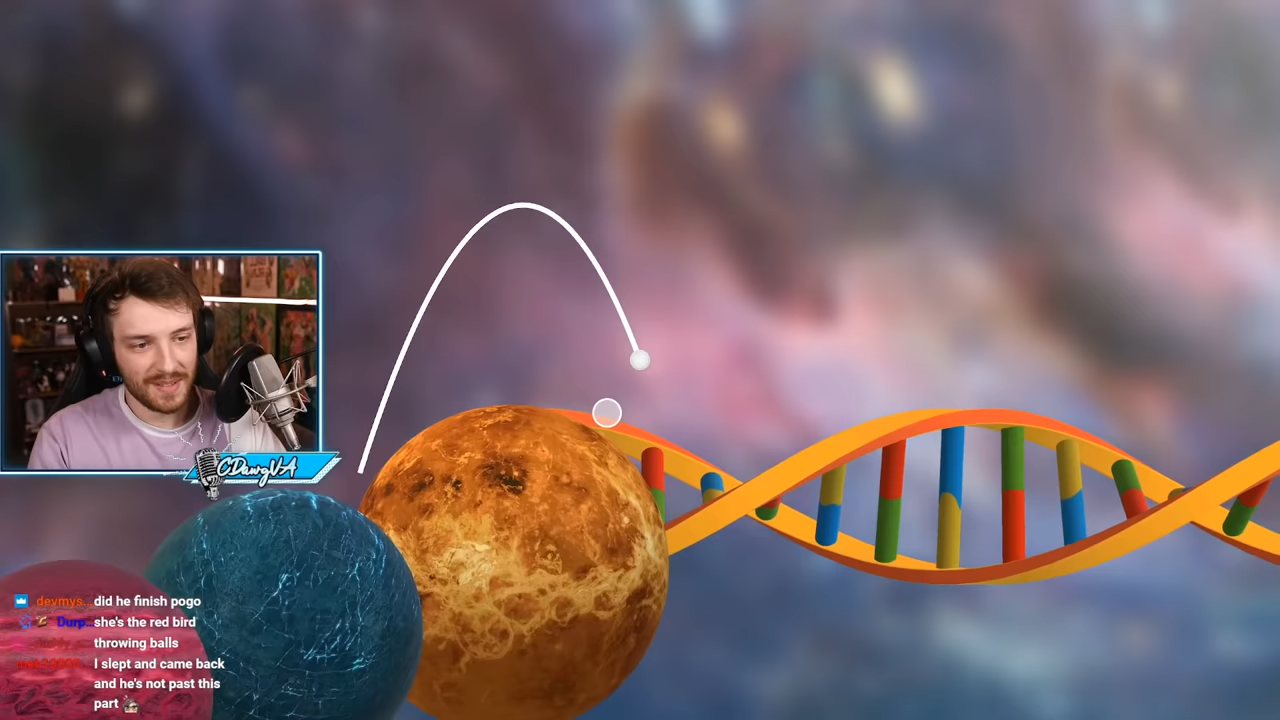 CDawgVA
devmys.. did he finish pogo
Durp.. she's the red bird
throwing balls
I slept and came back
and he's not past this
part